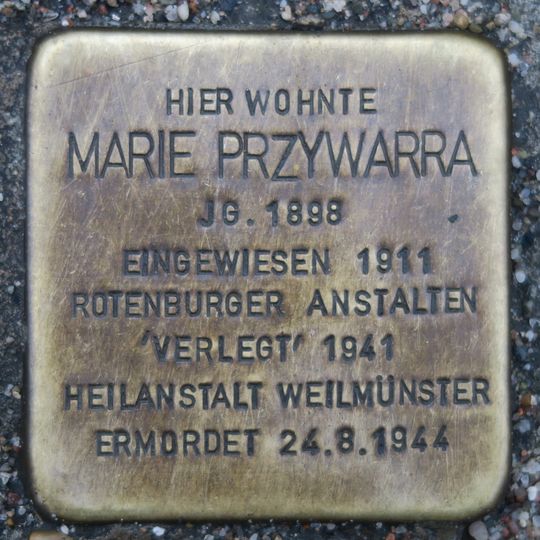 HIER WOHNTE
MARIE PRZYWARRA
JG. 1898
EINGEWIESEN 1911
ROTENBURGER ANSTALTEN
'VERLEGT' 1941
HEILANSTALT WEILMÜNSTER
ERMORDET 24.8.1944